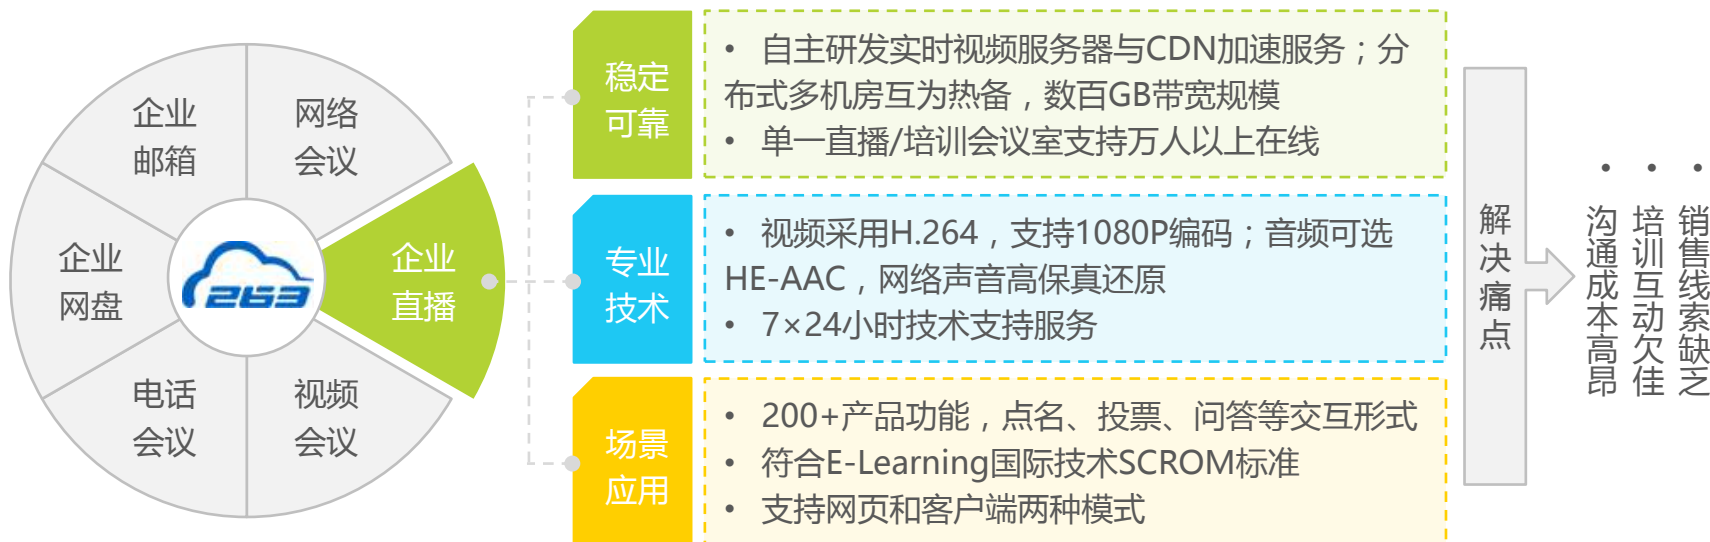 企业
邮箱
网络
会议
企业
网盘
263
企业
直播
电话
会议
视频
会议
稳定
可靠
• 自主研发实时视频服务器与CDN加速服务；分
布式多机房互为热备，数百GB带宽规模
• 单一直播/培训会议室支持万人以上在线
专业
技术
• 视频采用H.264，支持1080P编码；音频可选
HE-AAC，网络声音高保真还原
• 7×24小时技术支持服务
场景
应用
• 200+产品功能，点名、投票、问答等交互形式
• 符合E-Learning国际技术SCROM标准
• 支持网页和客户端两种模式
解决痛点
• 销售线索缺乏
• 培训互动欠佳
• 沟通成本高昂